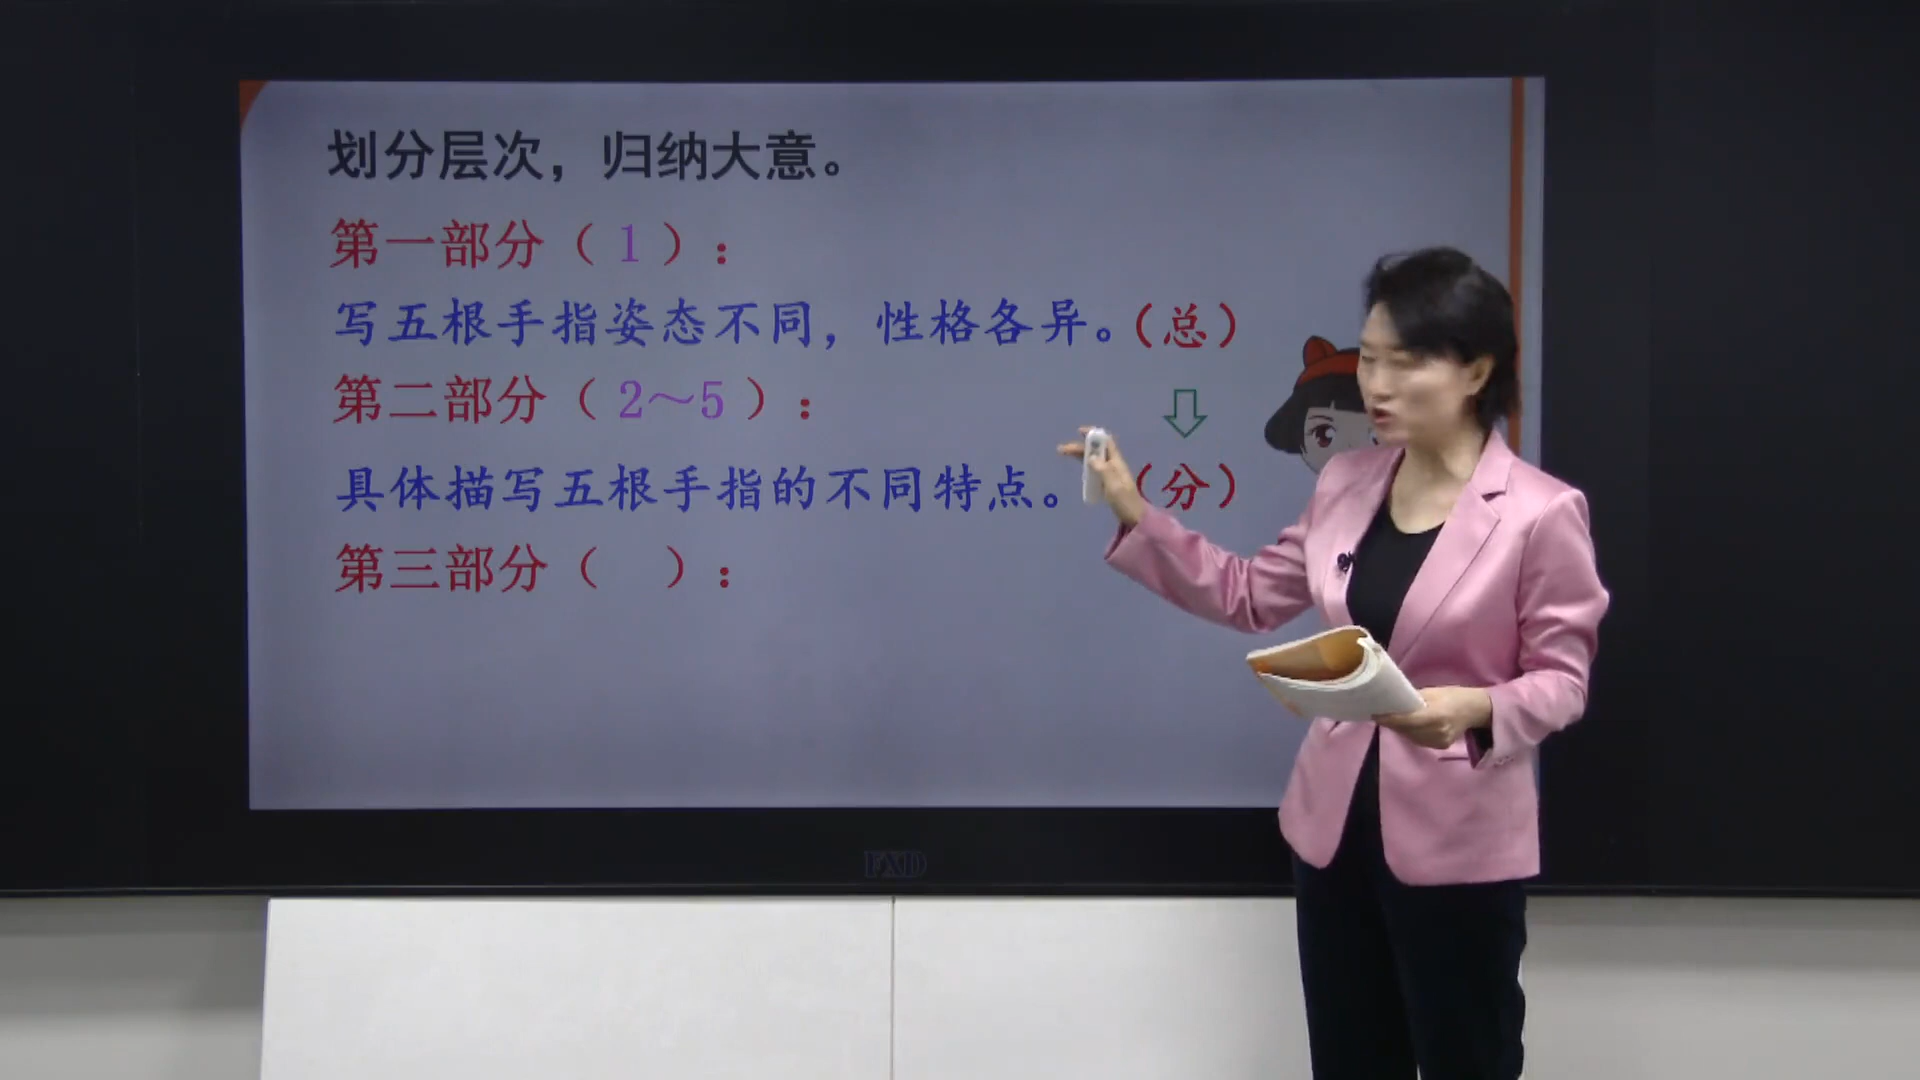 划分层次，归纳大意。
第一部分（1）：
写五根手指姿态不同，性格各异。（总）
第二部分（2～5）：
具体描写五根手指的不同特点。（分）
第三部分（ ）：
FXD